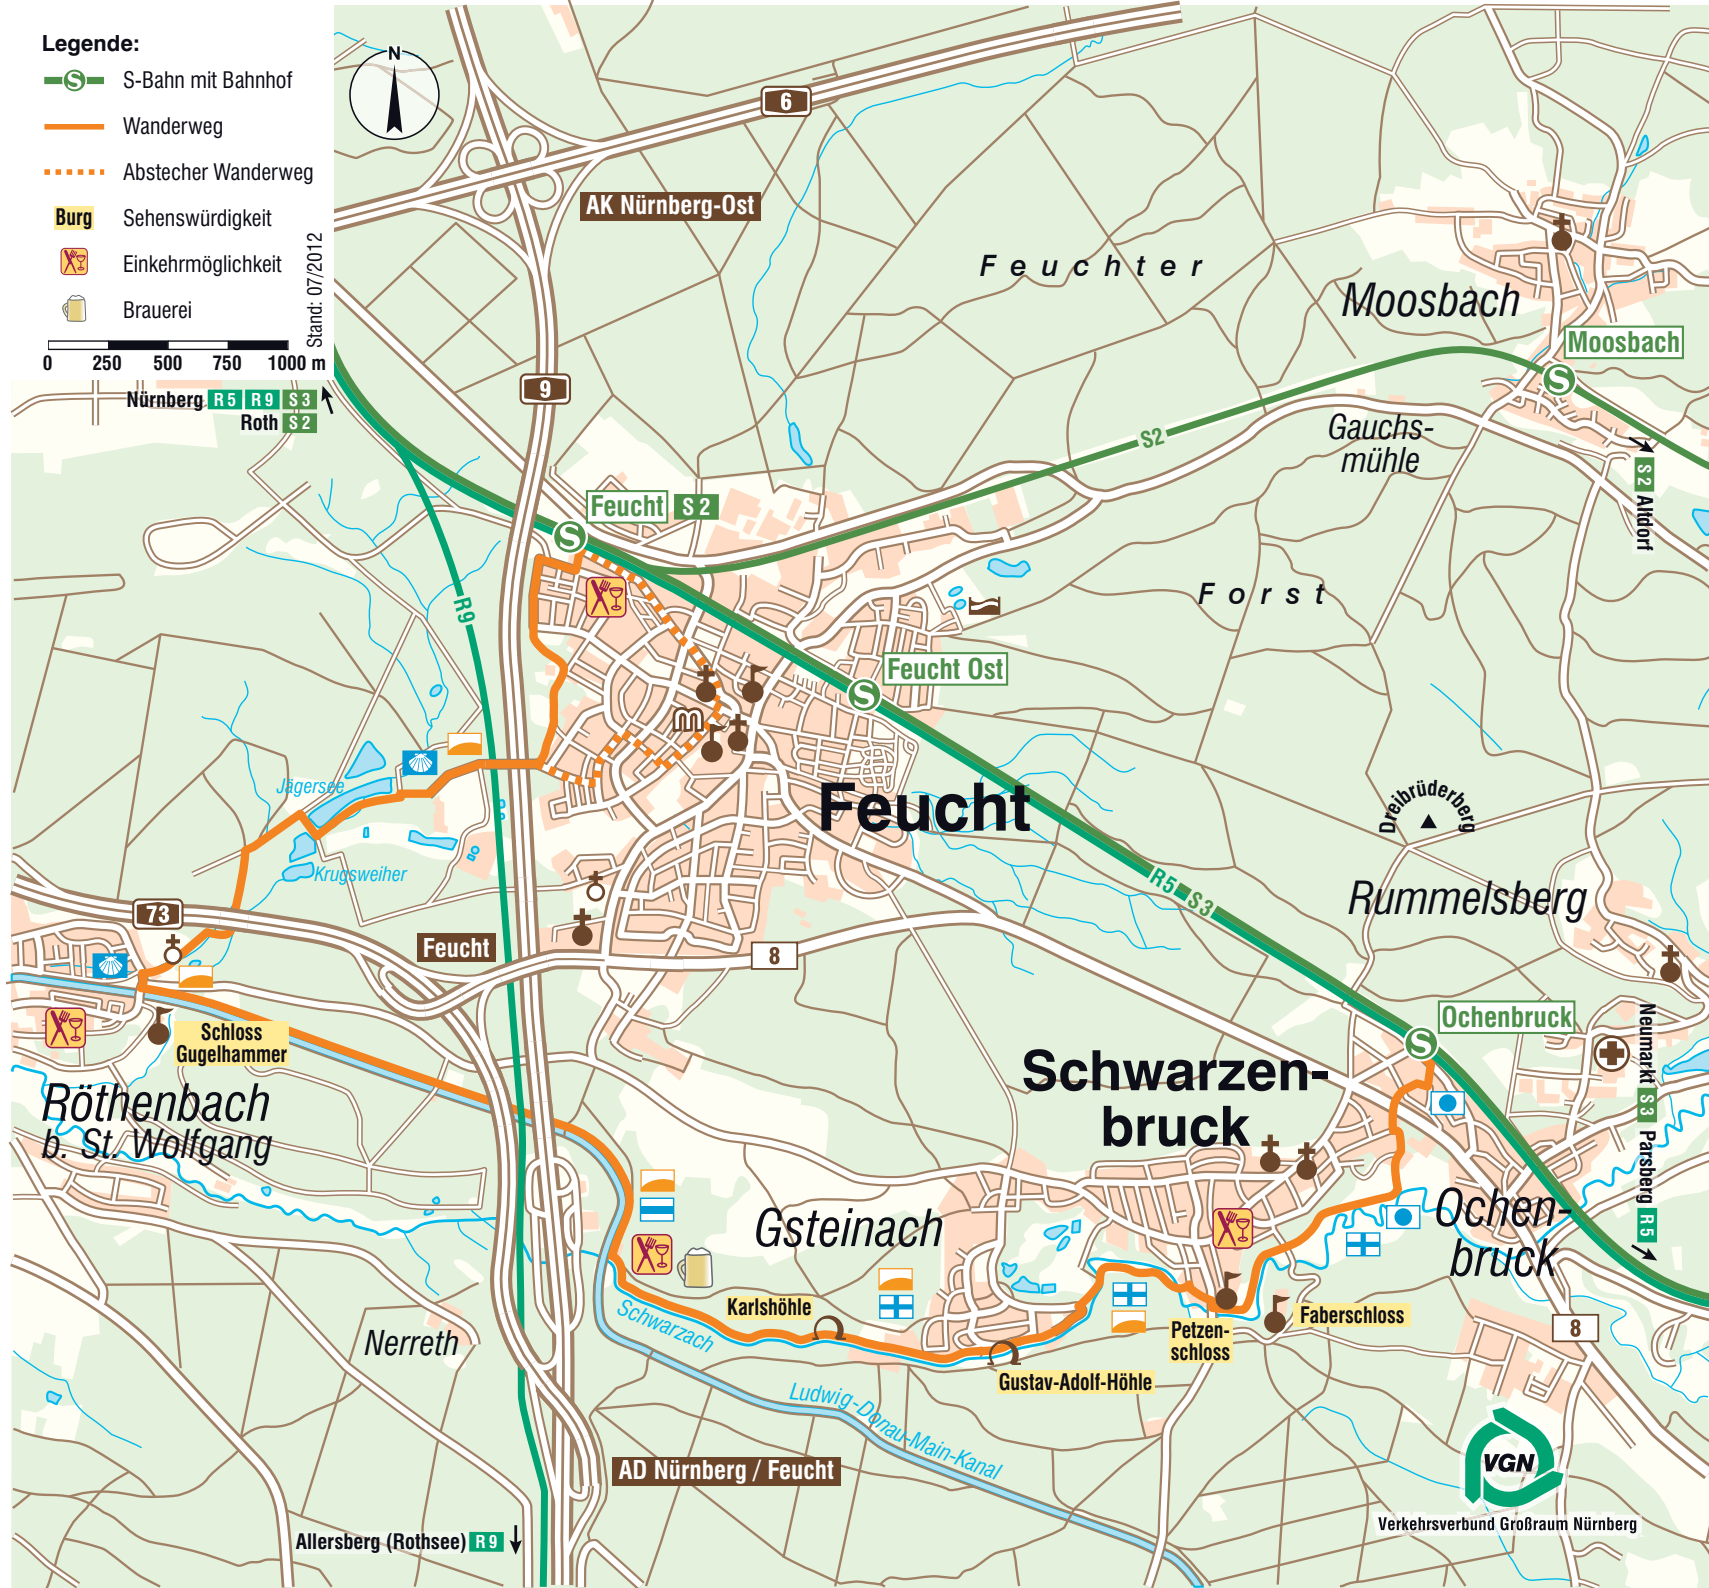 Legende:
S-Bahn mit Bahnhof
Wanderweg
Abstecher Wanderweg
Burg Sehenswürdigkeit
Einkehrmöglichkeit
Brauerei
0 250 500 750 1000 m
Stand: 07/2012
N
6
AK Nürnberg-Ost
Feuchter
Moosbach
Moosbach
9
Nürnberg R5 R9 S3
Roth S2
Gauchs-
mühle
S2
S2 Altdorf
Feucht S2
R9
Forst
Feucht Ost
Jägersee
Feucht
Dreibrüderberg
Krugsweiher
R5 S3
Rummelsberg
73
Feucht
8
Ochenbruck
Schloss
Gugelhammer
Schwarzen-
bruck
Neumarkt S3 Parsberg R5
Röthenbach
b. St. Wolfgang
Gsteinach
Ochen-
bruck
Karlshöhle
Schwarzach
Faberschloss
Petzen-
schloss
8
Nerreth
Gustav-Adolf-Höhle
Ludwig-Donau-Main-Kanal
AD Nürnberg / Feucht
VGN
Verkehrsverbund Großraum Nürnberg
Allersberg (Rothsee) R9